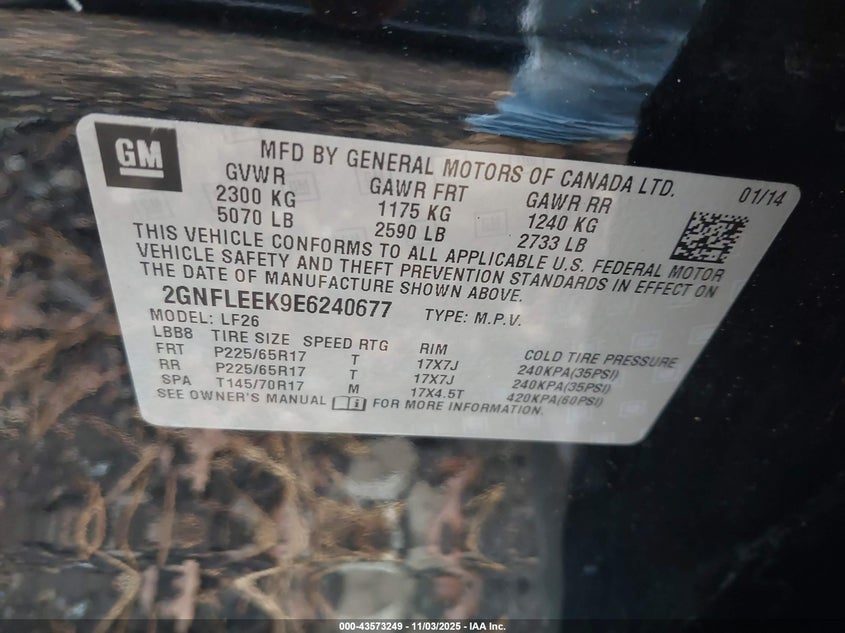 GM
MFD BY GENERAL MOTORS OF CANADA LTD.
01/14
GVWR GAWR FRT GAWR RR
2300 KG 1175 KG 1240 KG
5070 LB 2590 LB 2733 LB
THIS VEHICLE CONFORMS TO ALL APPLICABLE U.S. FEDERAL MOTOR
VEHICLE SAFETY AND THEFT PREVENTION STANDARDS IN EFFECT ON
THE DATE OF MANUFACTURE SHOWN ABOVE.
2GNFLEEK9E6240677 TYPE: M.P.V.
MODEL: LF26
LBB8 TIRE SIZE SPEED RTG RIM COLD TIRE PRESSURE
FRT P225/65R17 T 17X7J 240KPA(35PSI)
RR P225/65R17 T 17X7J 240KPA(35PSI)
SPA T145/70R17 M 17X4.5T 420KPA(60PSI)
SEE OWNER'S MANUAL i FOR MORE INFORMATION.
000-43573249 - 11/03/2025 - IAA Inc.